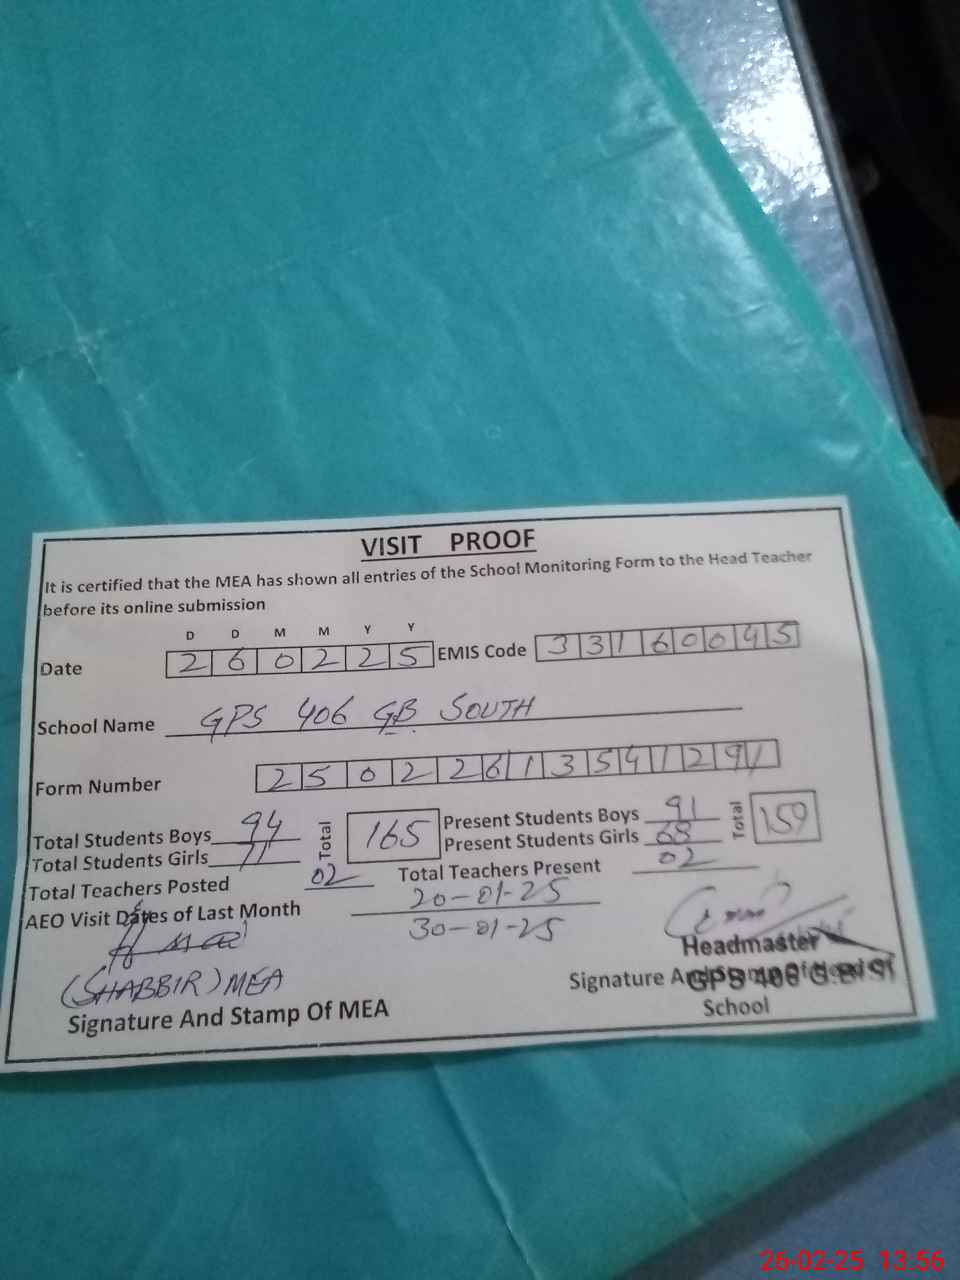 VISIT PROOF
It is certified that the MEA has shown all entries of the School Monitoring Form to the Head Teacher
before its online submission
D D M M Y Y
Date 2 6 0 2 2 5 EMIS Code 3 3 1 6 0 0 4 5
School Name GPS 406 GB SOUTH
Form Number 2 5 0 2 2 6 1 3 5 4 1 2 9 1
Total Students Boys 94 Total 165 Present Students Boys 91 Total 159
Total Students Girls 71 Present Students Girls 68
Total Teachers Posted 02 Total Teachers Present 02
AEO Visit Dates of Last Month 20-01-25
30-01-25
Headmaster
(SHABBIR) MEA
Signature And Stamp Of MEA
Signature And
GPS 406 G.B
School
26-02-25 13:56